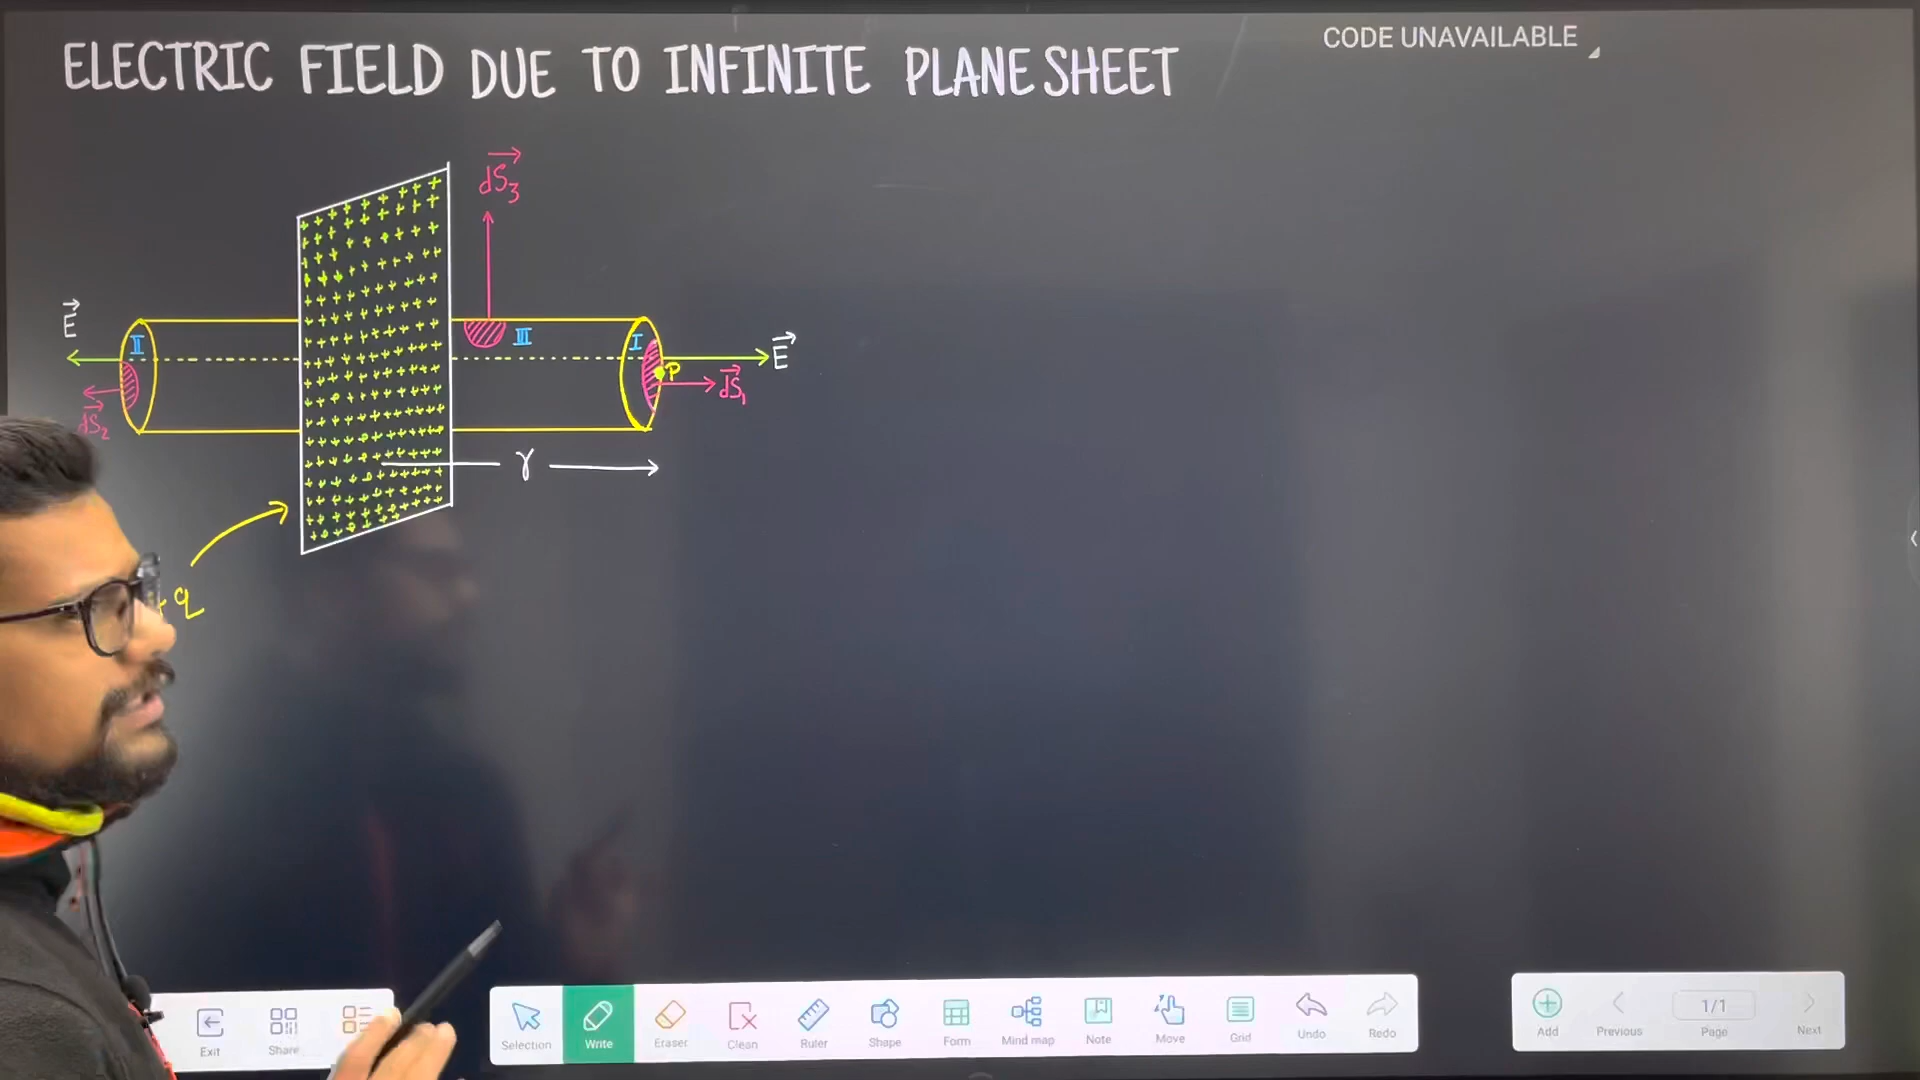 ELECTRIC FIELD DUE TO INFINITE PLANE SHEET
CODE UNAVAILABLE
dS₃
E
II
III
I
P
E
dS₁
dS₂
r
+q
Exit
Share
Selection
Write
Eraser
Clean
Ruler
Shape
Form
Mind map
Note
Move
Grid
Undo
Redo
Add
Previous
1/1
Page
Next